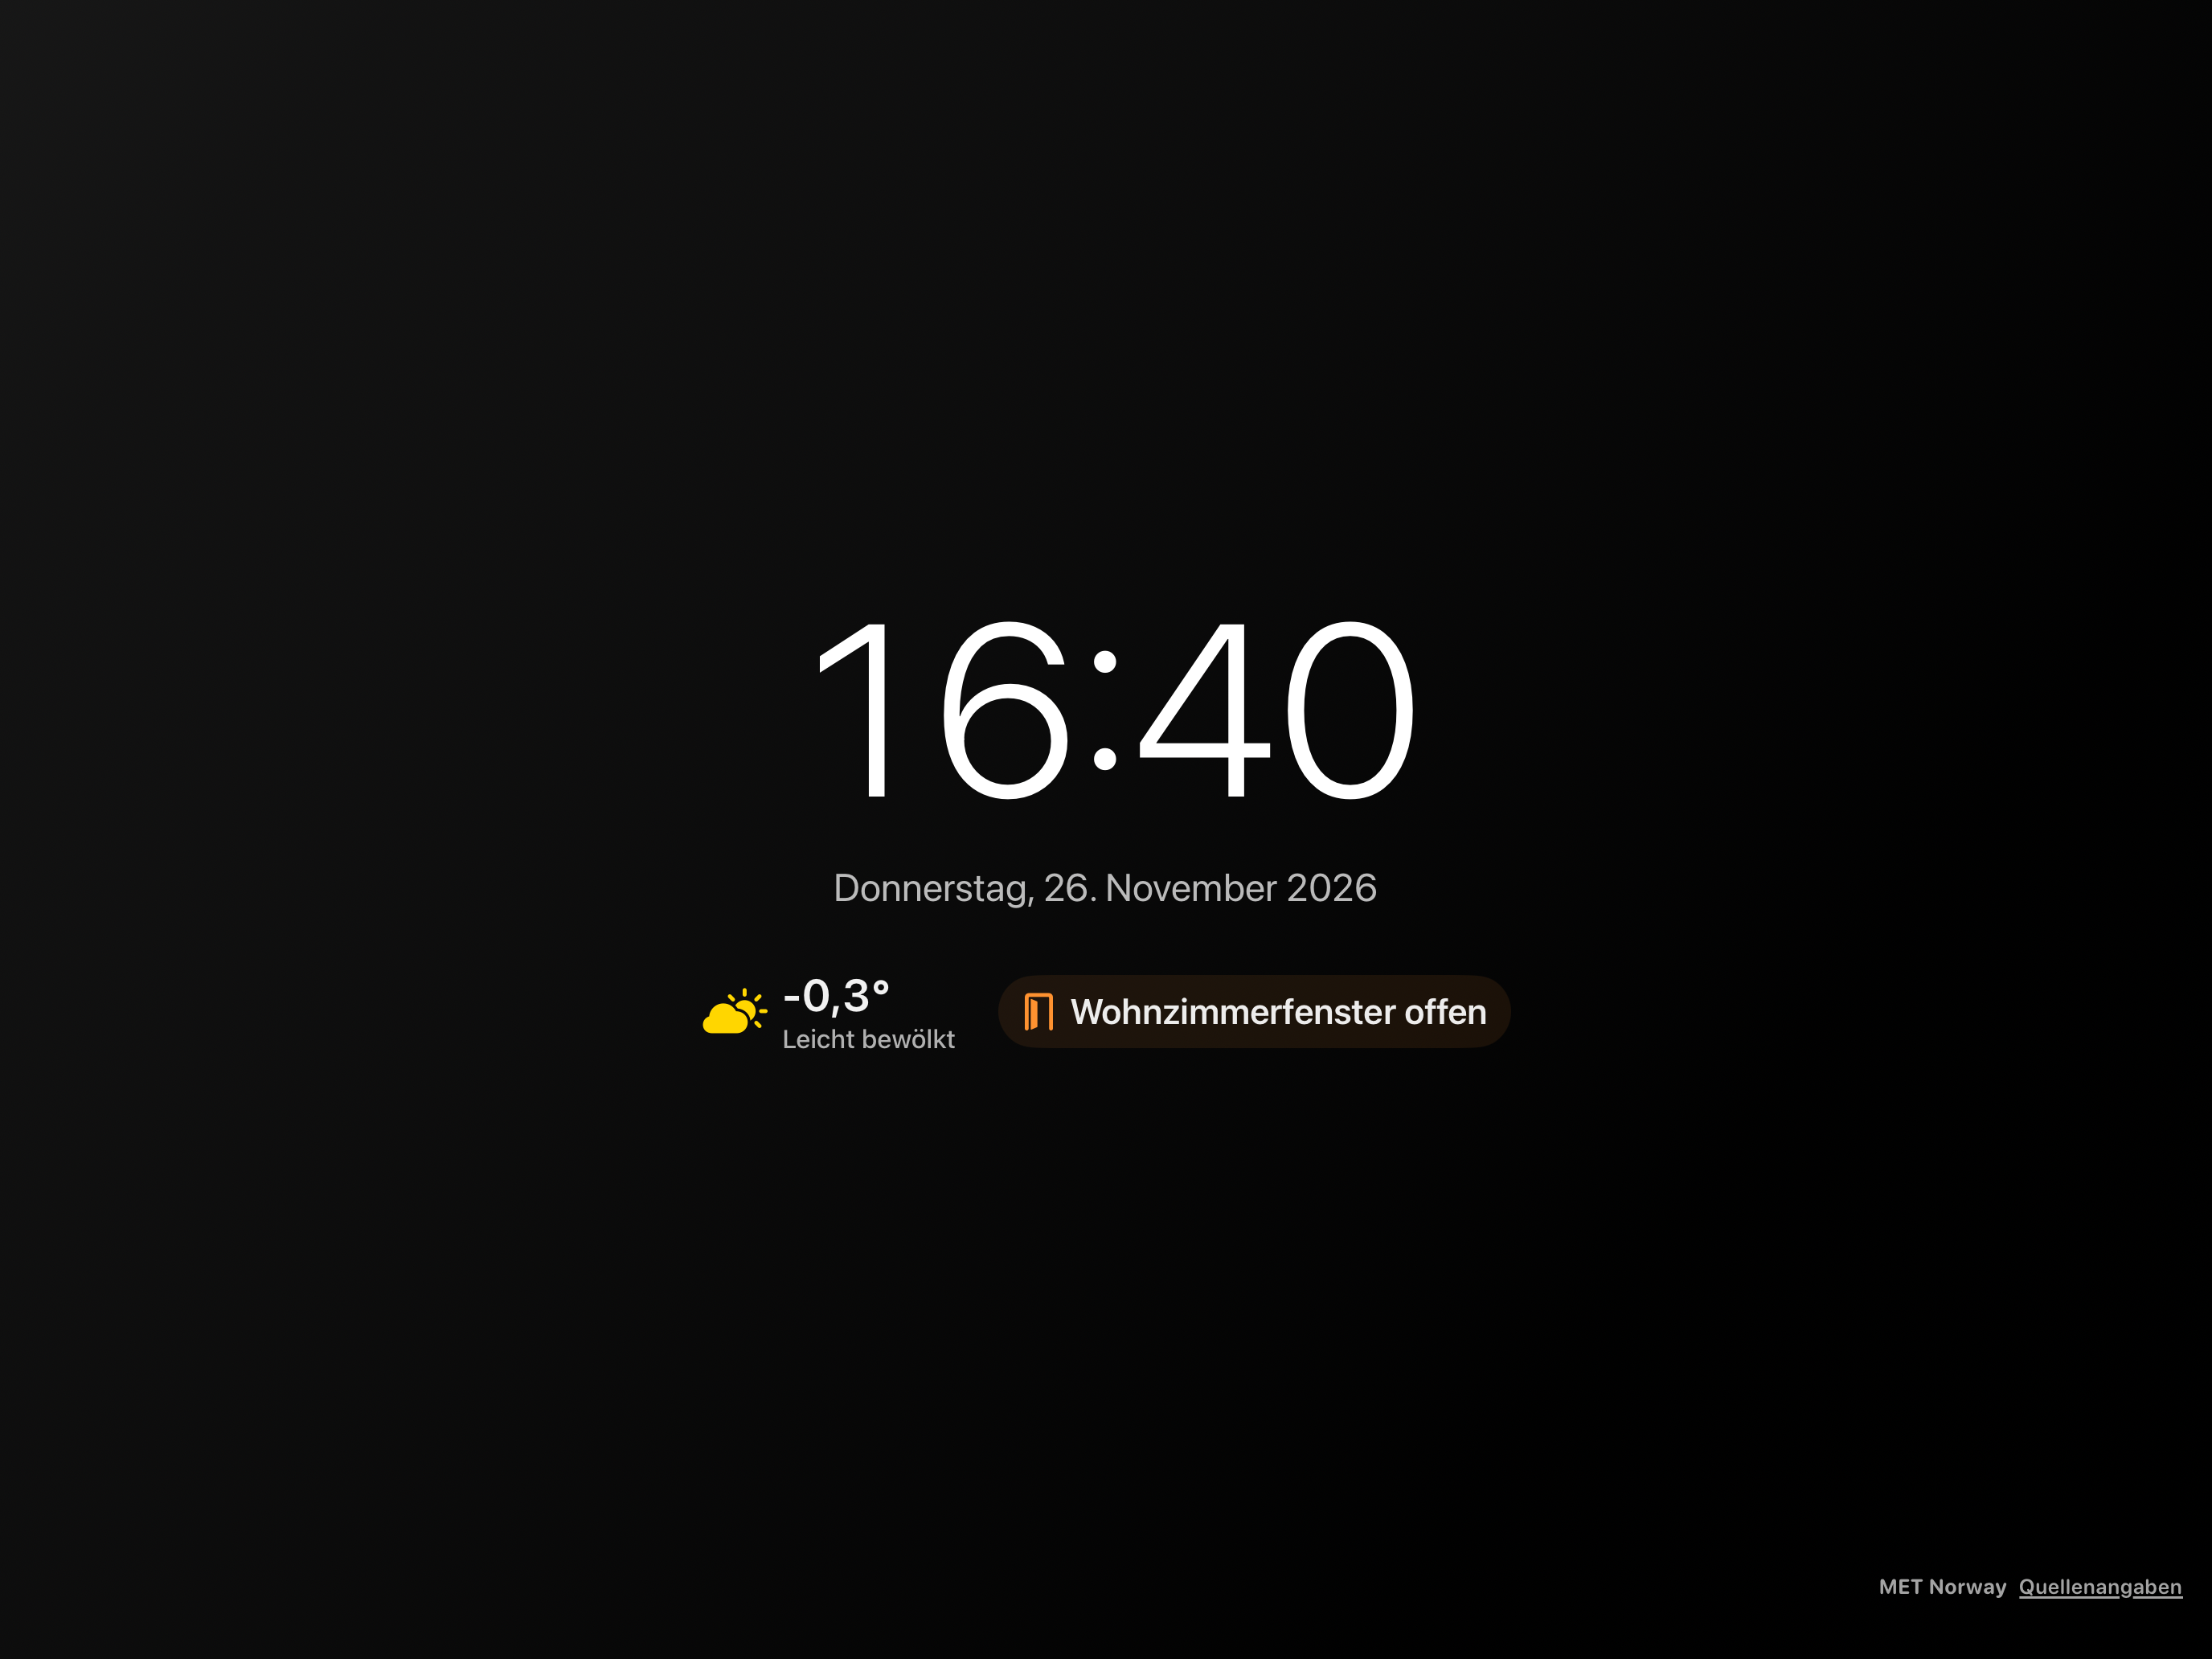 16:40
Donnerstag, 26. November 2026
-0,3°
Leicht bewölkt
Wohnzimmerfenster offen
MET Norway Quellenangaben